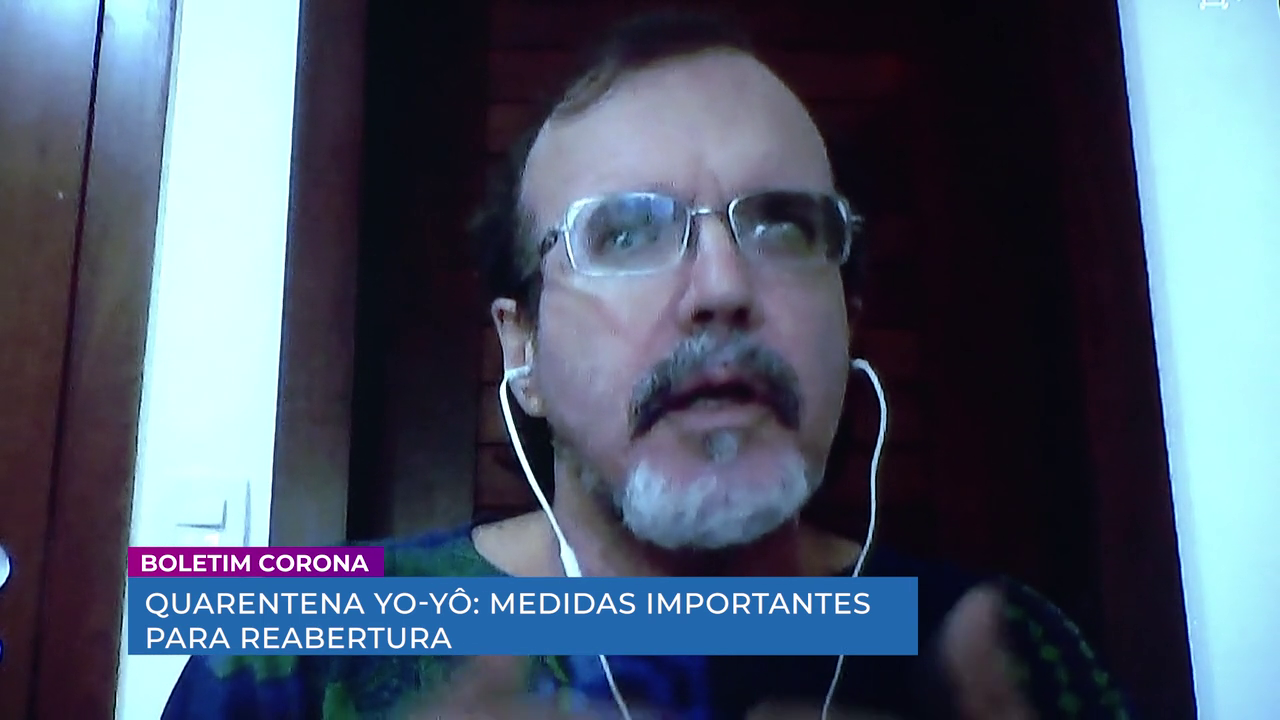 BOLETIM CORONA
QUARENTENA YO-YÔ: MEDIDAS IMPORTANTES
PARA REABERTURA